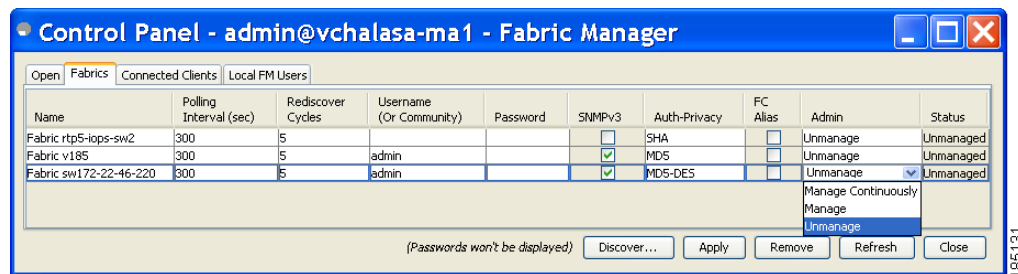 Control Panel - admin@vchalasa-ma1 - Fabric Manager
Open Fabrics Connected Clients Local FM Users
Name Polling Interval (sec) Rediscover Cycles Username (Or Community) Password SNMPv3 Auth-Privacy FC Alias Admin Status
Fabric rtp5-iops-sw2 300 5 SHA Unmanage Unmanaged
Fabric v185 300 5 admin MD5 Unmanage Unmanaged
Fabric sw172-22-46-220 300 5 admin MD5-DES Unmanage Unmanaged
Manage Continuously
Manage
Unmanage
(Passwords won't be displayed) Discover... Apply Remove Refresh Close
95131